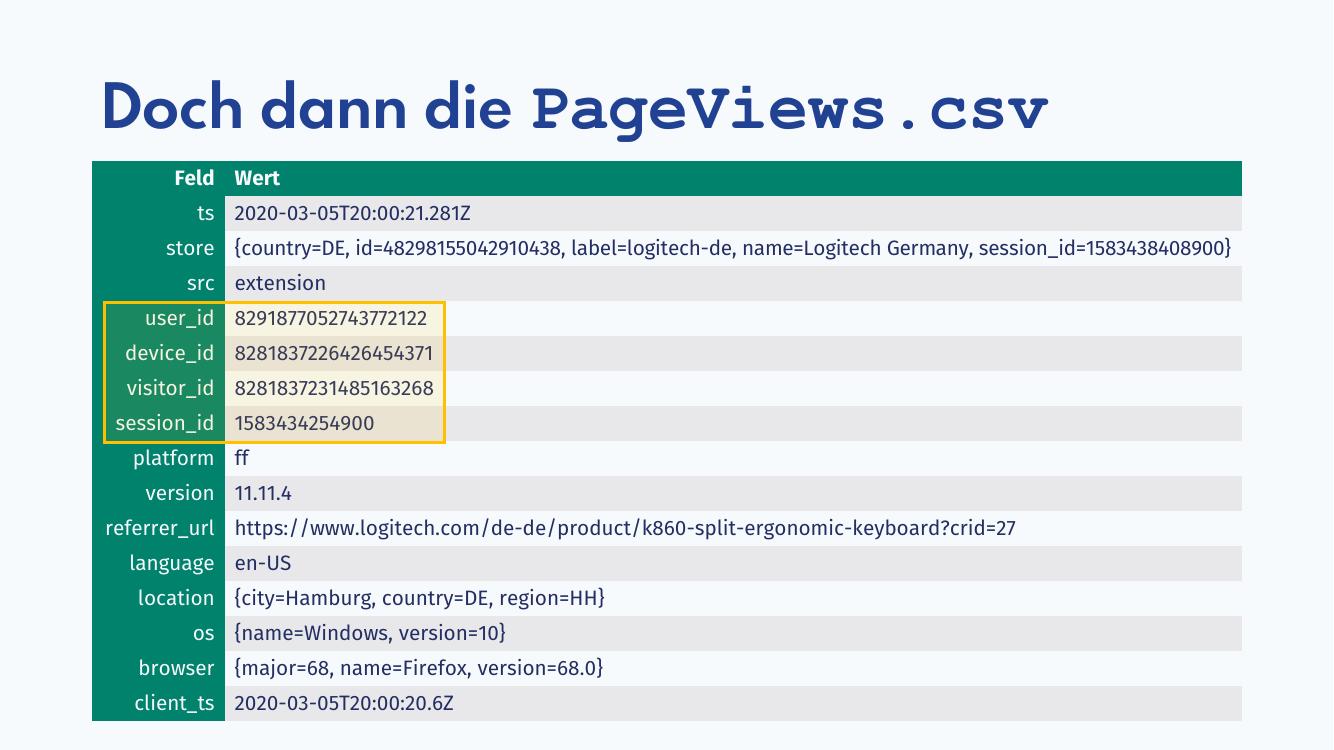 Doch dann die PageViews.csv
Feld Wert
ts 2020-03-05T20:00:21.281Z
store {country=DE, id=48298155042910438, label=logitech-de, name=Logitech Germany, session_id=1583438408900}
src extension
user_id 8291877052743772122
device_id 8281837226426454371
visitor_id 8281837231485163268
session_id 1583434254900
platform ff
version 11.11.4
referrer_url https://www.logitech.com/de-de/product/k860-split-ergonomic-keyboard?crid=27
language en-US
location {city=Hamburg, country=DE, region=HH}
os {name=Windows, version=10}
browser {major=68, name=Firefox, version=68.0}
client_ts 2020-03-05T20:00:20.6Z